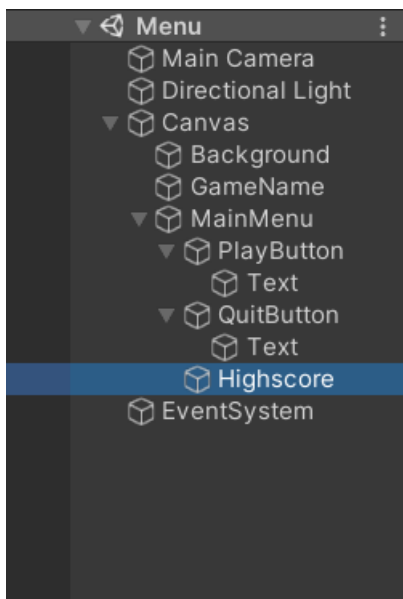 Menu
Main Camera
Directional Light
Canvas
Background
GameName
MainMenu
PlayButton
Text
QuitButton
Text
Highscore
EventSystem